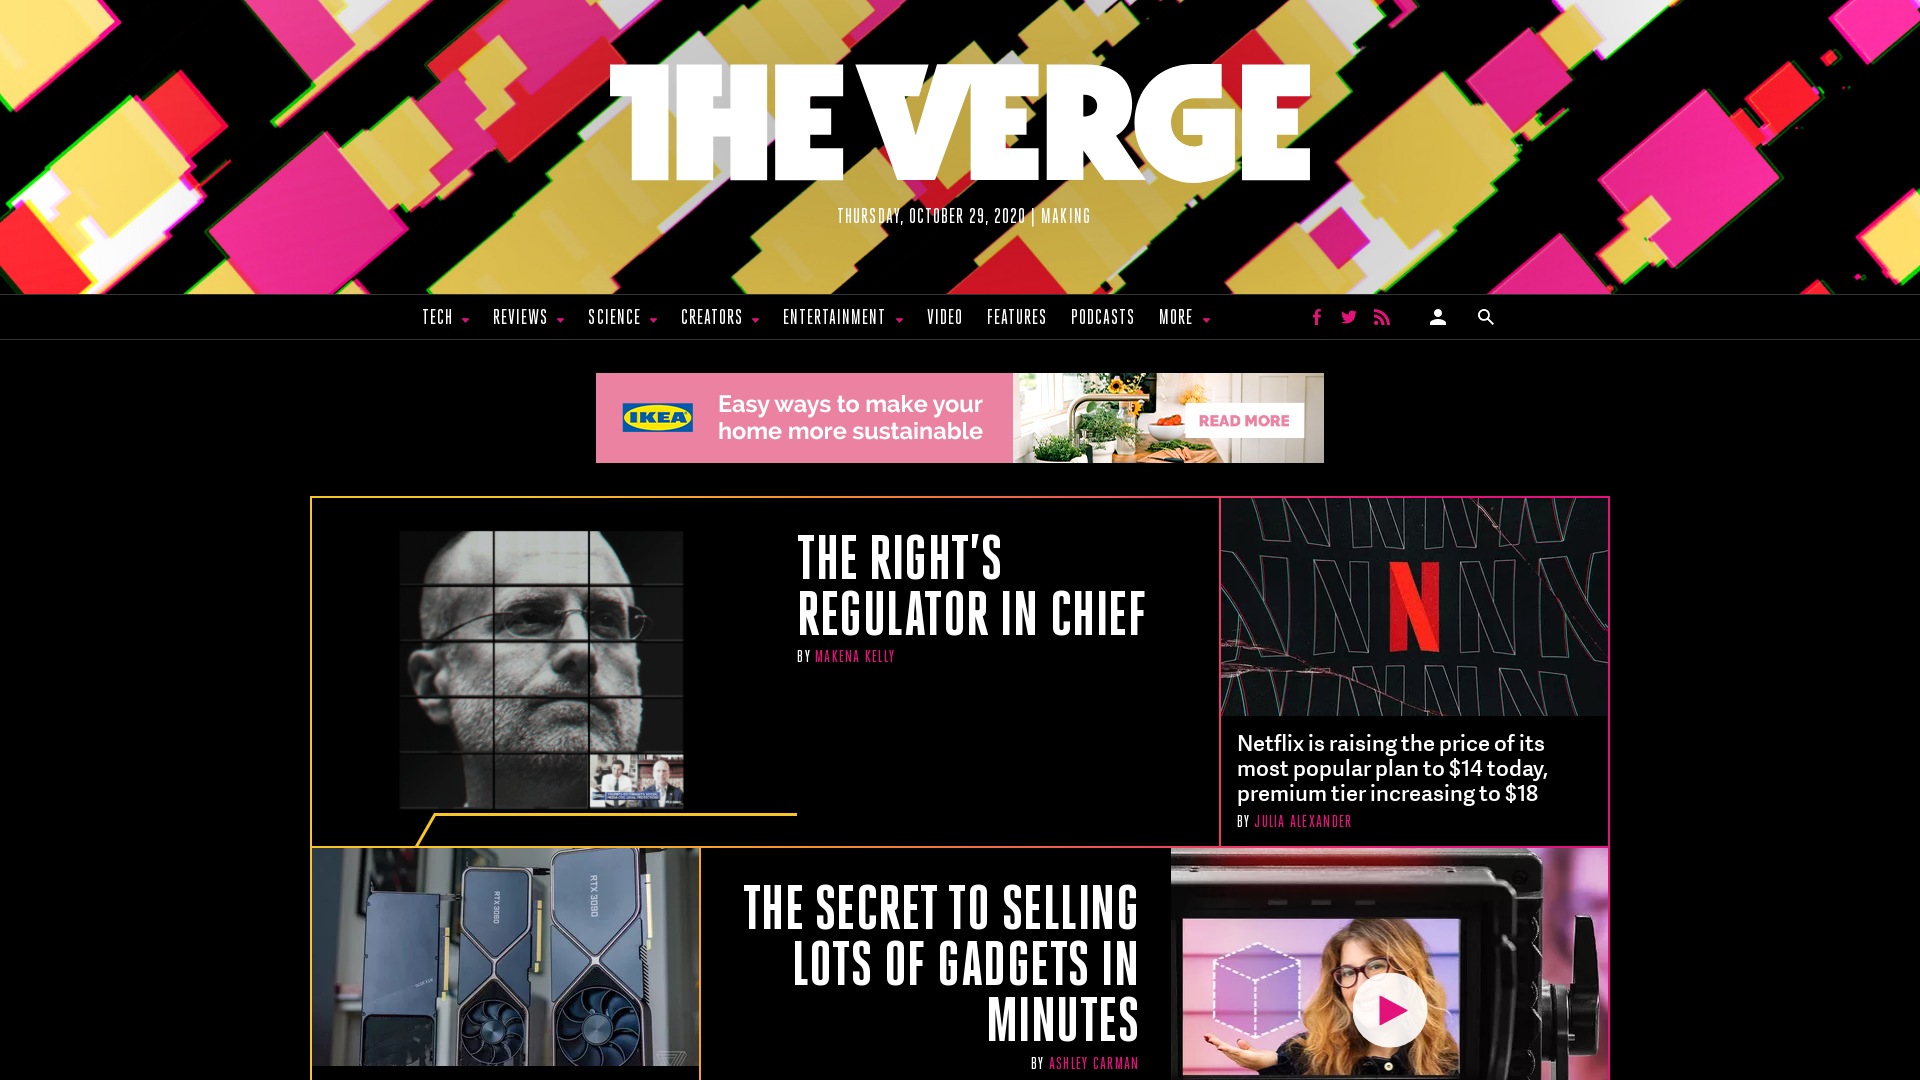 THE VERGE
THURSDAY, OCTOBER 29, 2020 | MAKING
TECH REVIEWS SCIENCE CREATORS ENTERTAINMENT VIDEO FEATURES PODCASTS MORE
IKEA
Easy ways to make your
home more sustainable
READ MORE
THE RIGHT'S
REGULATOR IN CHIEF
BY MAKENA KELLY
N
Netflix is raising the price of its
most popular plan to $14 today,
premium tier increasing to $18
BY JULIA ALEXANDER
RTX 3080
RTX 3090
THE SECRET TO SELLING
LOTS OF GADGETS IN
MINUTES
BY ASHLEY CARMAN